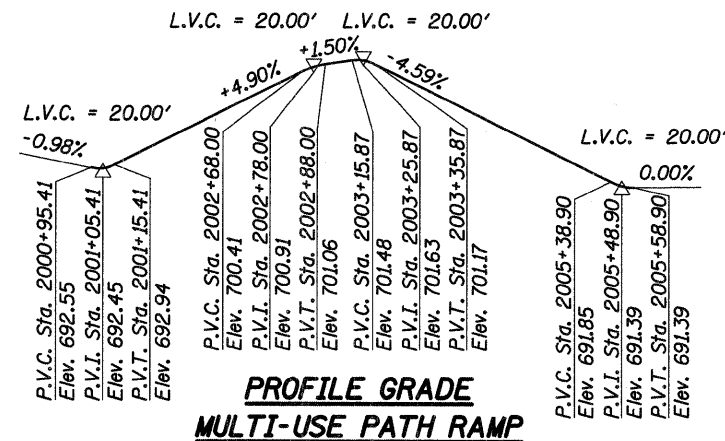 L.V.C. = 20.00' L.V.C. = 20.00'
+1.50%
+4.90%
-4.59%
L.V.C. = 20.00'
-0.98%
L.V.C. = 20.00'
0.00%
P.V.C. Sta. 2000+95.41
Elev. 692.55
P.V.I. Sta. 2001+05.41
Elev. 692.45
P.V.T. Sta. 2001+15.41
Elev. 692.94
P.V.C. Sta. 2002+68.00
Elev. 700.41
P.V.I. Sta. 2002+78.00
Elev. 700.91
P.V.T. Sta. 2002+88.00
Elev. 701.06
P.V.C. Sta. 2003+15.87
Elev. 701.48
P.V.I. Sta. 2003+25.87
Elev. 701.63
P.V.T. Sta. 2003+35.87
Elev. 701.17
P.V.C. Sta. 2005+38.90
Elev. 691.85
P.V.I. Sta. 2005+48.90
Elev. 691.39
P.V.T. Sta. 2005+58.90
Elev. 691.39
PROFILE GRADE
MULTI-USE PATH RAMP